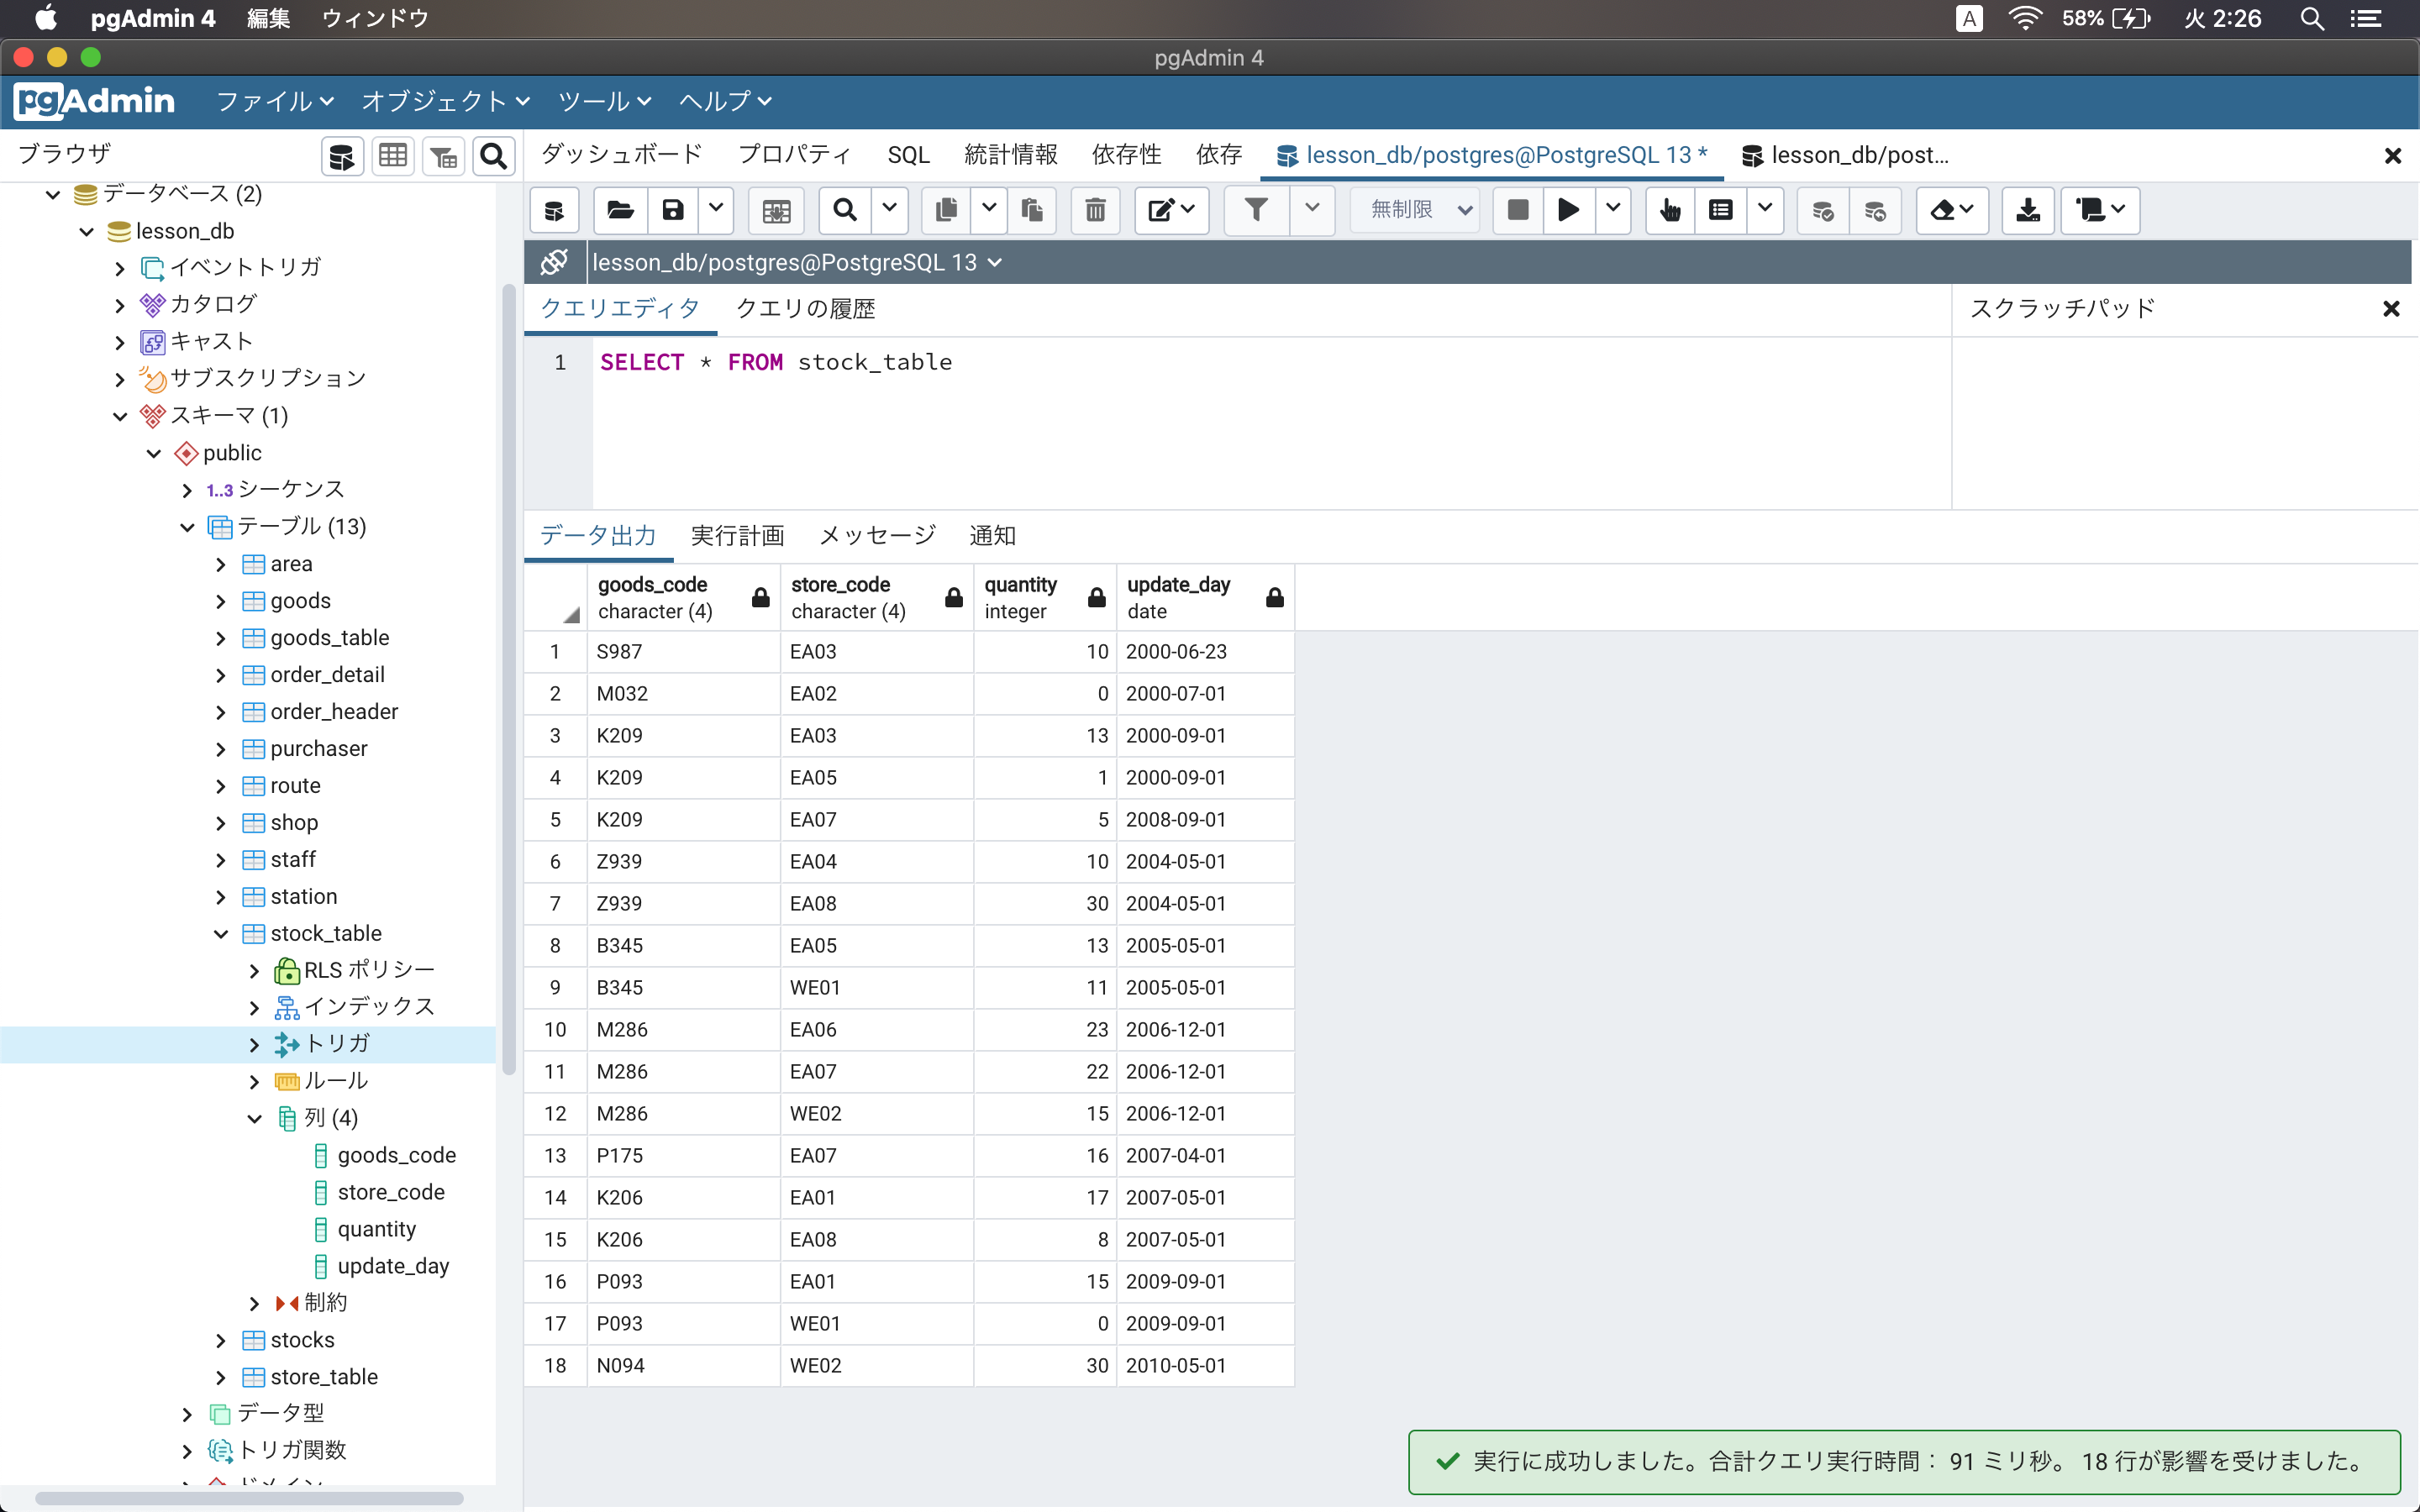 pgAdmin 4 編集 ウィンドウ A 58% 火 2:26
pgAdmin 4
pgAdmin ファイル オブジェクト ツール ヘルプ
ブラウザ
ダッシュボード プロパティ SQL 統計情報 依存性 依存 lesson_db/postgres@PostgreSQL 13 * lesson_db/post...
無制限
lesson_db/postgres@PostgreSQL 13
クエリエディタ クエリの履歴
スクラッチパッド
1 SELECT * FROM stock_table
データベース (2)
lesson_db
イベントトリガ
カタログ
キャスト
サブスクリプション
スキーマ (1)
public
1..3 シーケンス
テーブル (13)
area
goods
goods_table
order_detail
order_header
purchaser
route
shop
staff
station
stock_table
RLS ポリシー
インデックス
トリガ
ルール
列 (4)
goods_code
store_code
quantity
update_day
制約
stocks
store_table
データ型
トリガ関数
ドメイン
データ出力 実行計画 メッセージ 通知
goods_code store_code quantity update_day
character (4) character (4) integer date
1 S987 EA03 10 2000-06-23
2 M032 EA02 0 2000-07-01
3 K209 EA03 13 2000-09-01
4 K209 EA05 1 2000-09-01
5 K209 EA07 5 2008-09-01
6 Z939 EA04 10 2004-05-01
7 Z939 EA08 30 2004-05-01
8 B345 EA05 13 2005-05-01
9 B345 WE01 11 2005-05-01
10 M286 EA06 23 2006-12-01
11 M286 EA07 22 2006-12-01
12 M286 WE02 15 2006-12-01
13 P175 EA07 16 2007-04-01
14 K206 EA01 17 2007-05-01
15 K206 EA08 8 2007-05-01
16 P093 EA01 15 2009-09-01
17 P093 WE01 0 2009-09-01
18 N094 WE02 30 2010-05-01
実行に成功しました。合計クエリ実行時間： 91 ミリ秒。 18 行が影響を受けました。